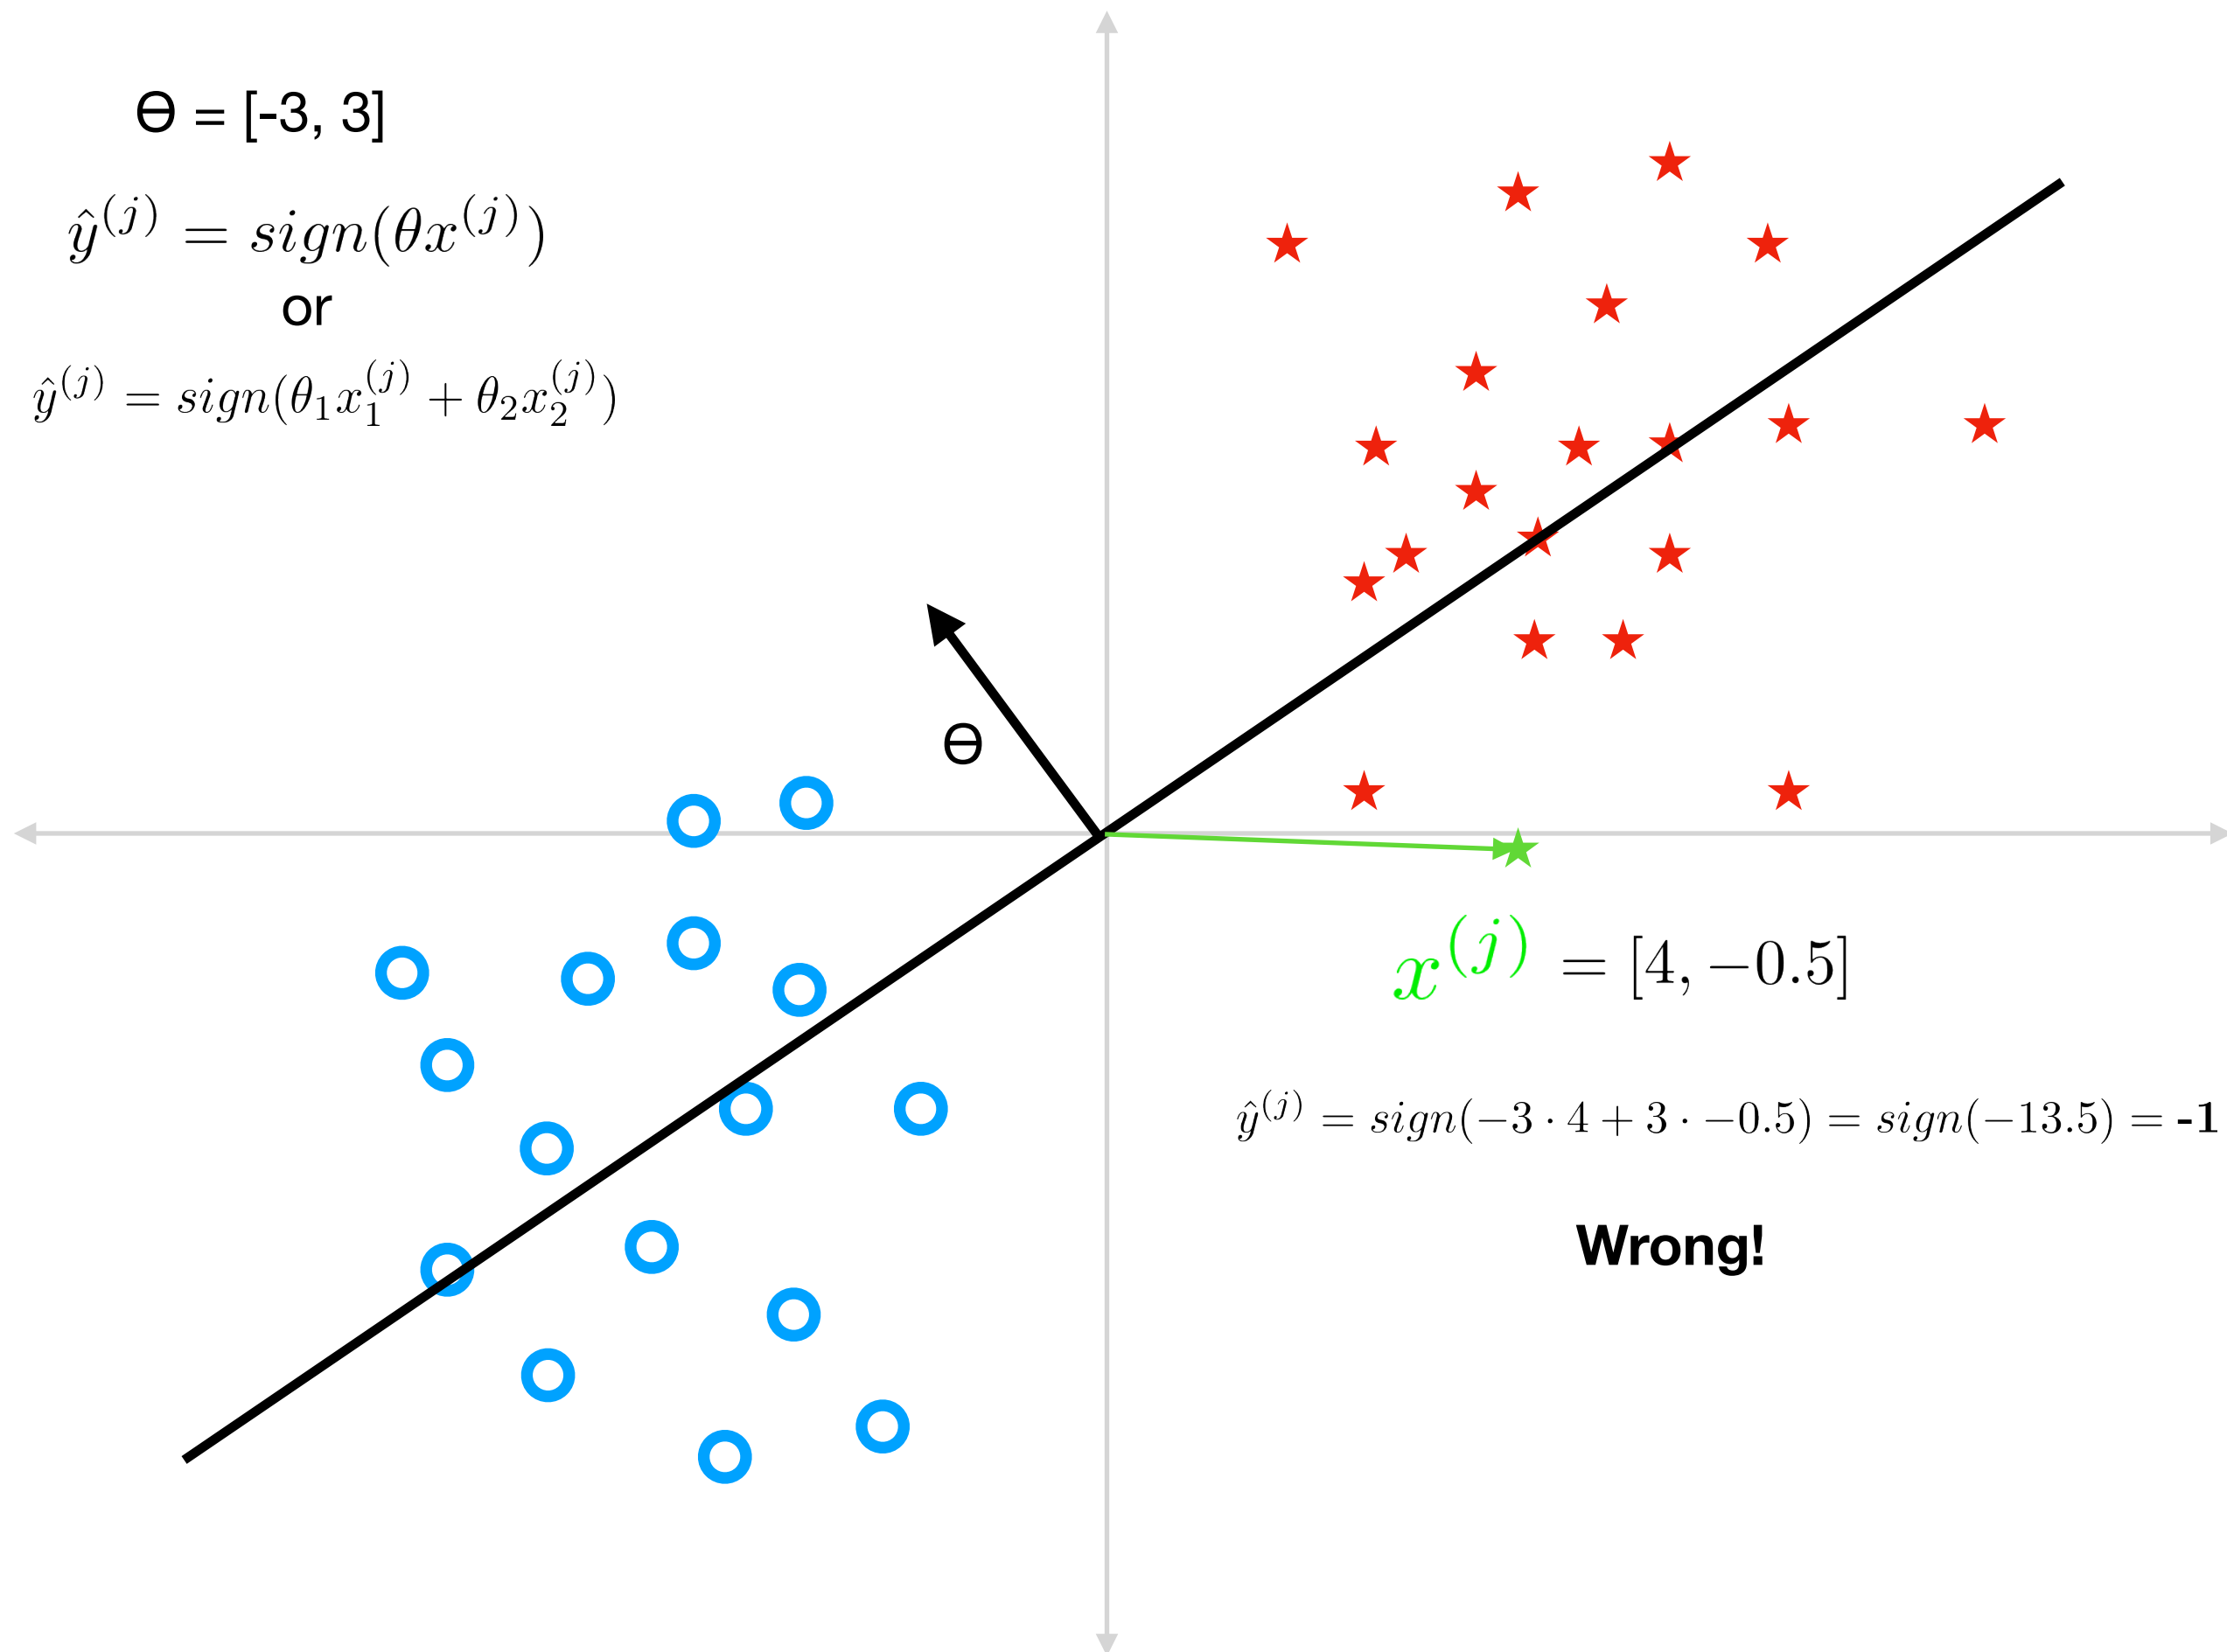 Ɵ = [-3, 3]
ŷ^(j) = sign(θx^(j))
or
ŷ^(j) = sign(θ₁x₁^(j) + θ₂x₂^(j))
Ɵ
x^(j) = [4, −0.5]
ŷ^(j) = sign(−3 · 4 + 3 · −0.5) = sign(−13.5) = -1
Wrong!